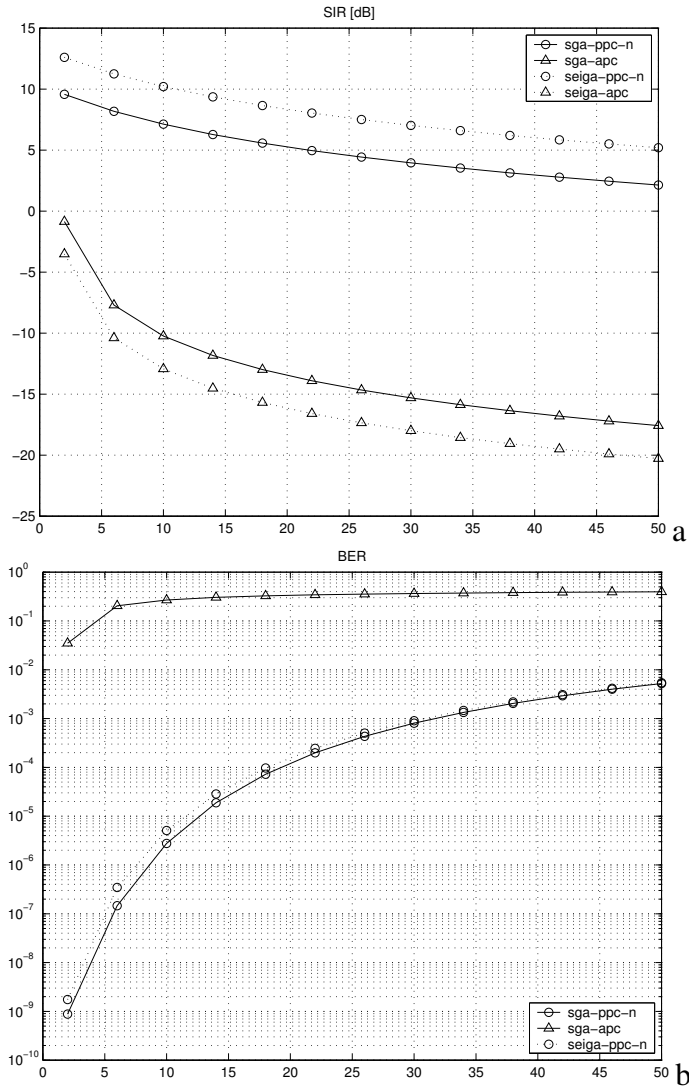 SIR [dB]
15
10
5
0
−5
−10
−15
−20
−25
0 5 10 15 20 25 30 35 40 45 50
sga-ppc-n
sga-apc
seiga-ppc-n
seiga-apc
a
BER
10^0
10^−1
10^−2
10^−3
10^−4
10^−5
10^−6
10^−7
10^−8
10^−9
10^−10
0 5 10 15 20 25 30 35 40 45 50
sga-ppc-n
sga-apc
seiga-ppc-n
b